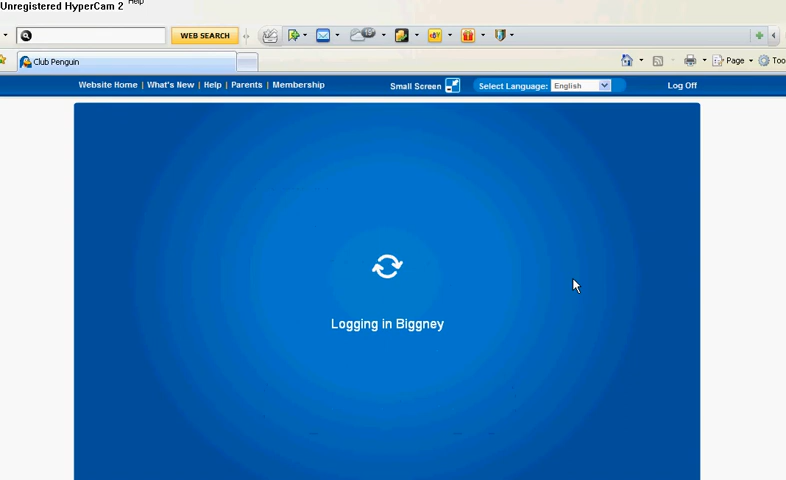 Unregistered HyperCam 2 Help
WEB SEARCH
Club Penguin
Page Too
Website Home | What's New | Help | Parents | Membership Small Screen Select Language: English Log Off
Logging in Biggney